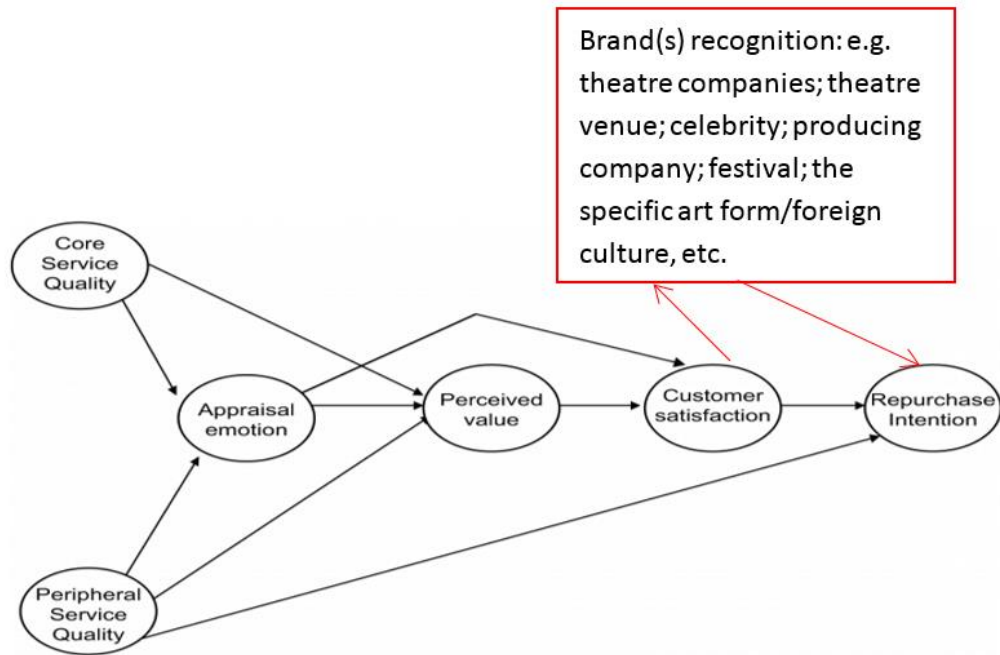 Brand(s) recognition: e.g.
theatre companies; theatre
venue; celebrity; producing
company; festival; the
specific art form/foreign
culture, etc.
Core
Service
Quality
Appraisal
emotion
Perceived
value
Customer
satisfaction
Repurchase
Intention
Peripheral
Service
Quality